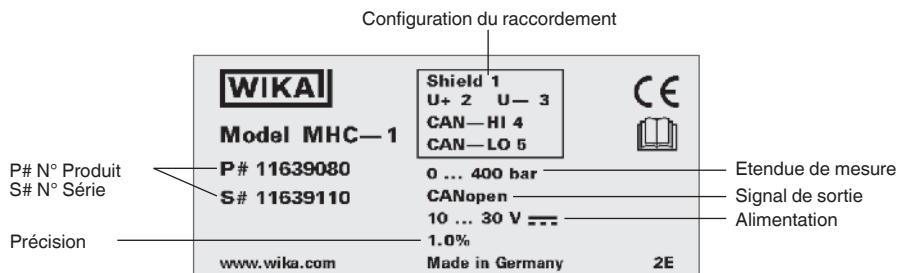 Configuration du raccordement
WIKA
Shield 1
U+ 2 U— 3
CAN—HI 4
CAN—LO 5
CE
Model MHC—1
P# N° Produit
S# N° Série
P# 11639080
S# 11639110
0 ... 400 bar
CANopen
10 ... 30 V
1.0%
Etendue de mesure
Signal de sortie
Alimentation
Précision
www.wika.com
Made in Germany
2E